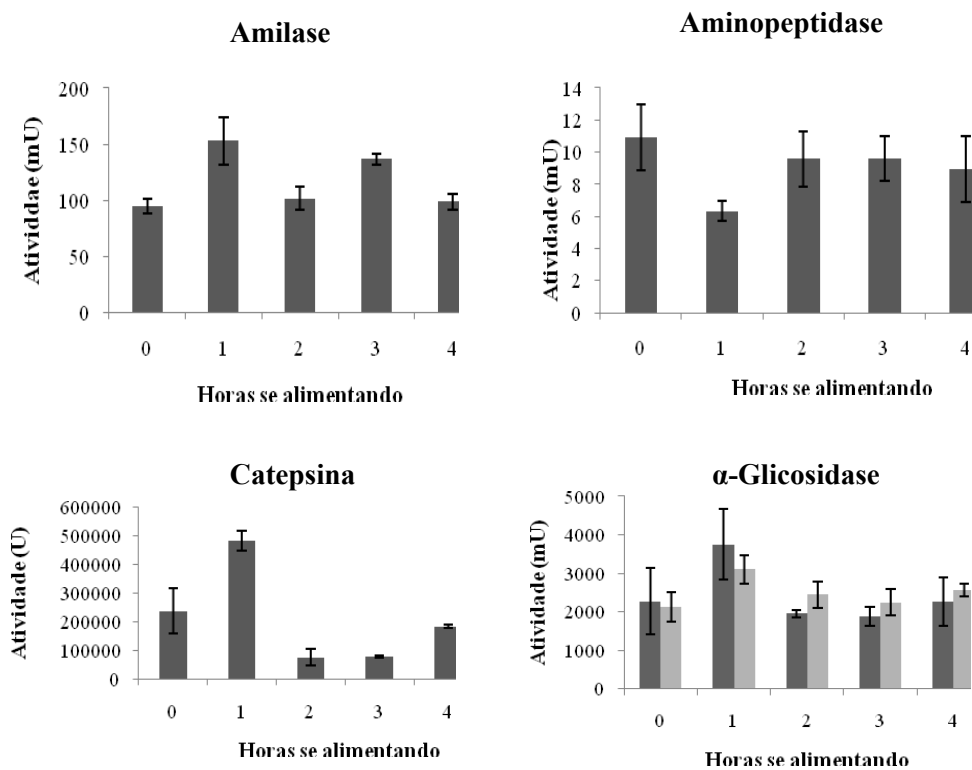 Amilase
Atividdae (mU)
200
150
100
50
0
0 1 2 3 4
Horas se alimentando
Aminopeptidase
Atividade (mU)
14
12
10
8
6
4
2
0
0 1 2 3 4
Horas se alimentando
Catepsina
Atividade (U)
600000
500000
400000
300000
200000
100000
0
0 1 2 3 4
Horas se alimentando
α-Glicosidase
Atividade (mU)
5000
4000
3000
2000
1000
0
0 1 2 3 4
Horas se alimentando